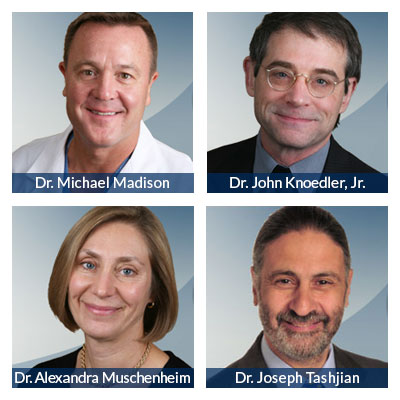 Dr. Michael Madison
Dr. John Knoedler, Jr.
Dr. Alexandra Muschenheim
Dr. Joseph Tashjian